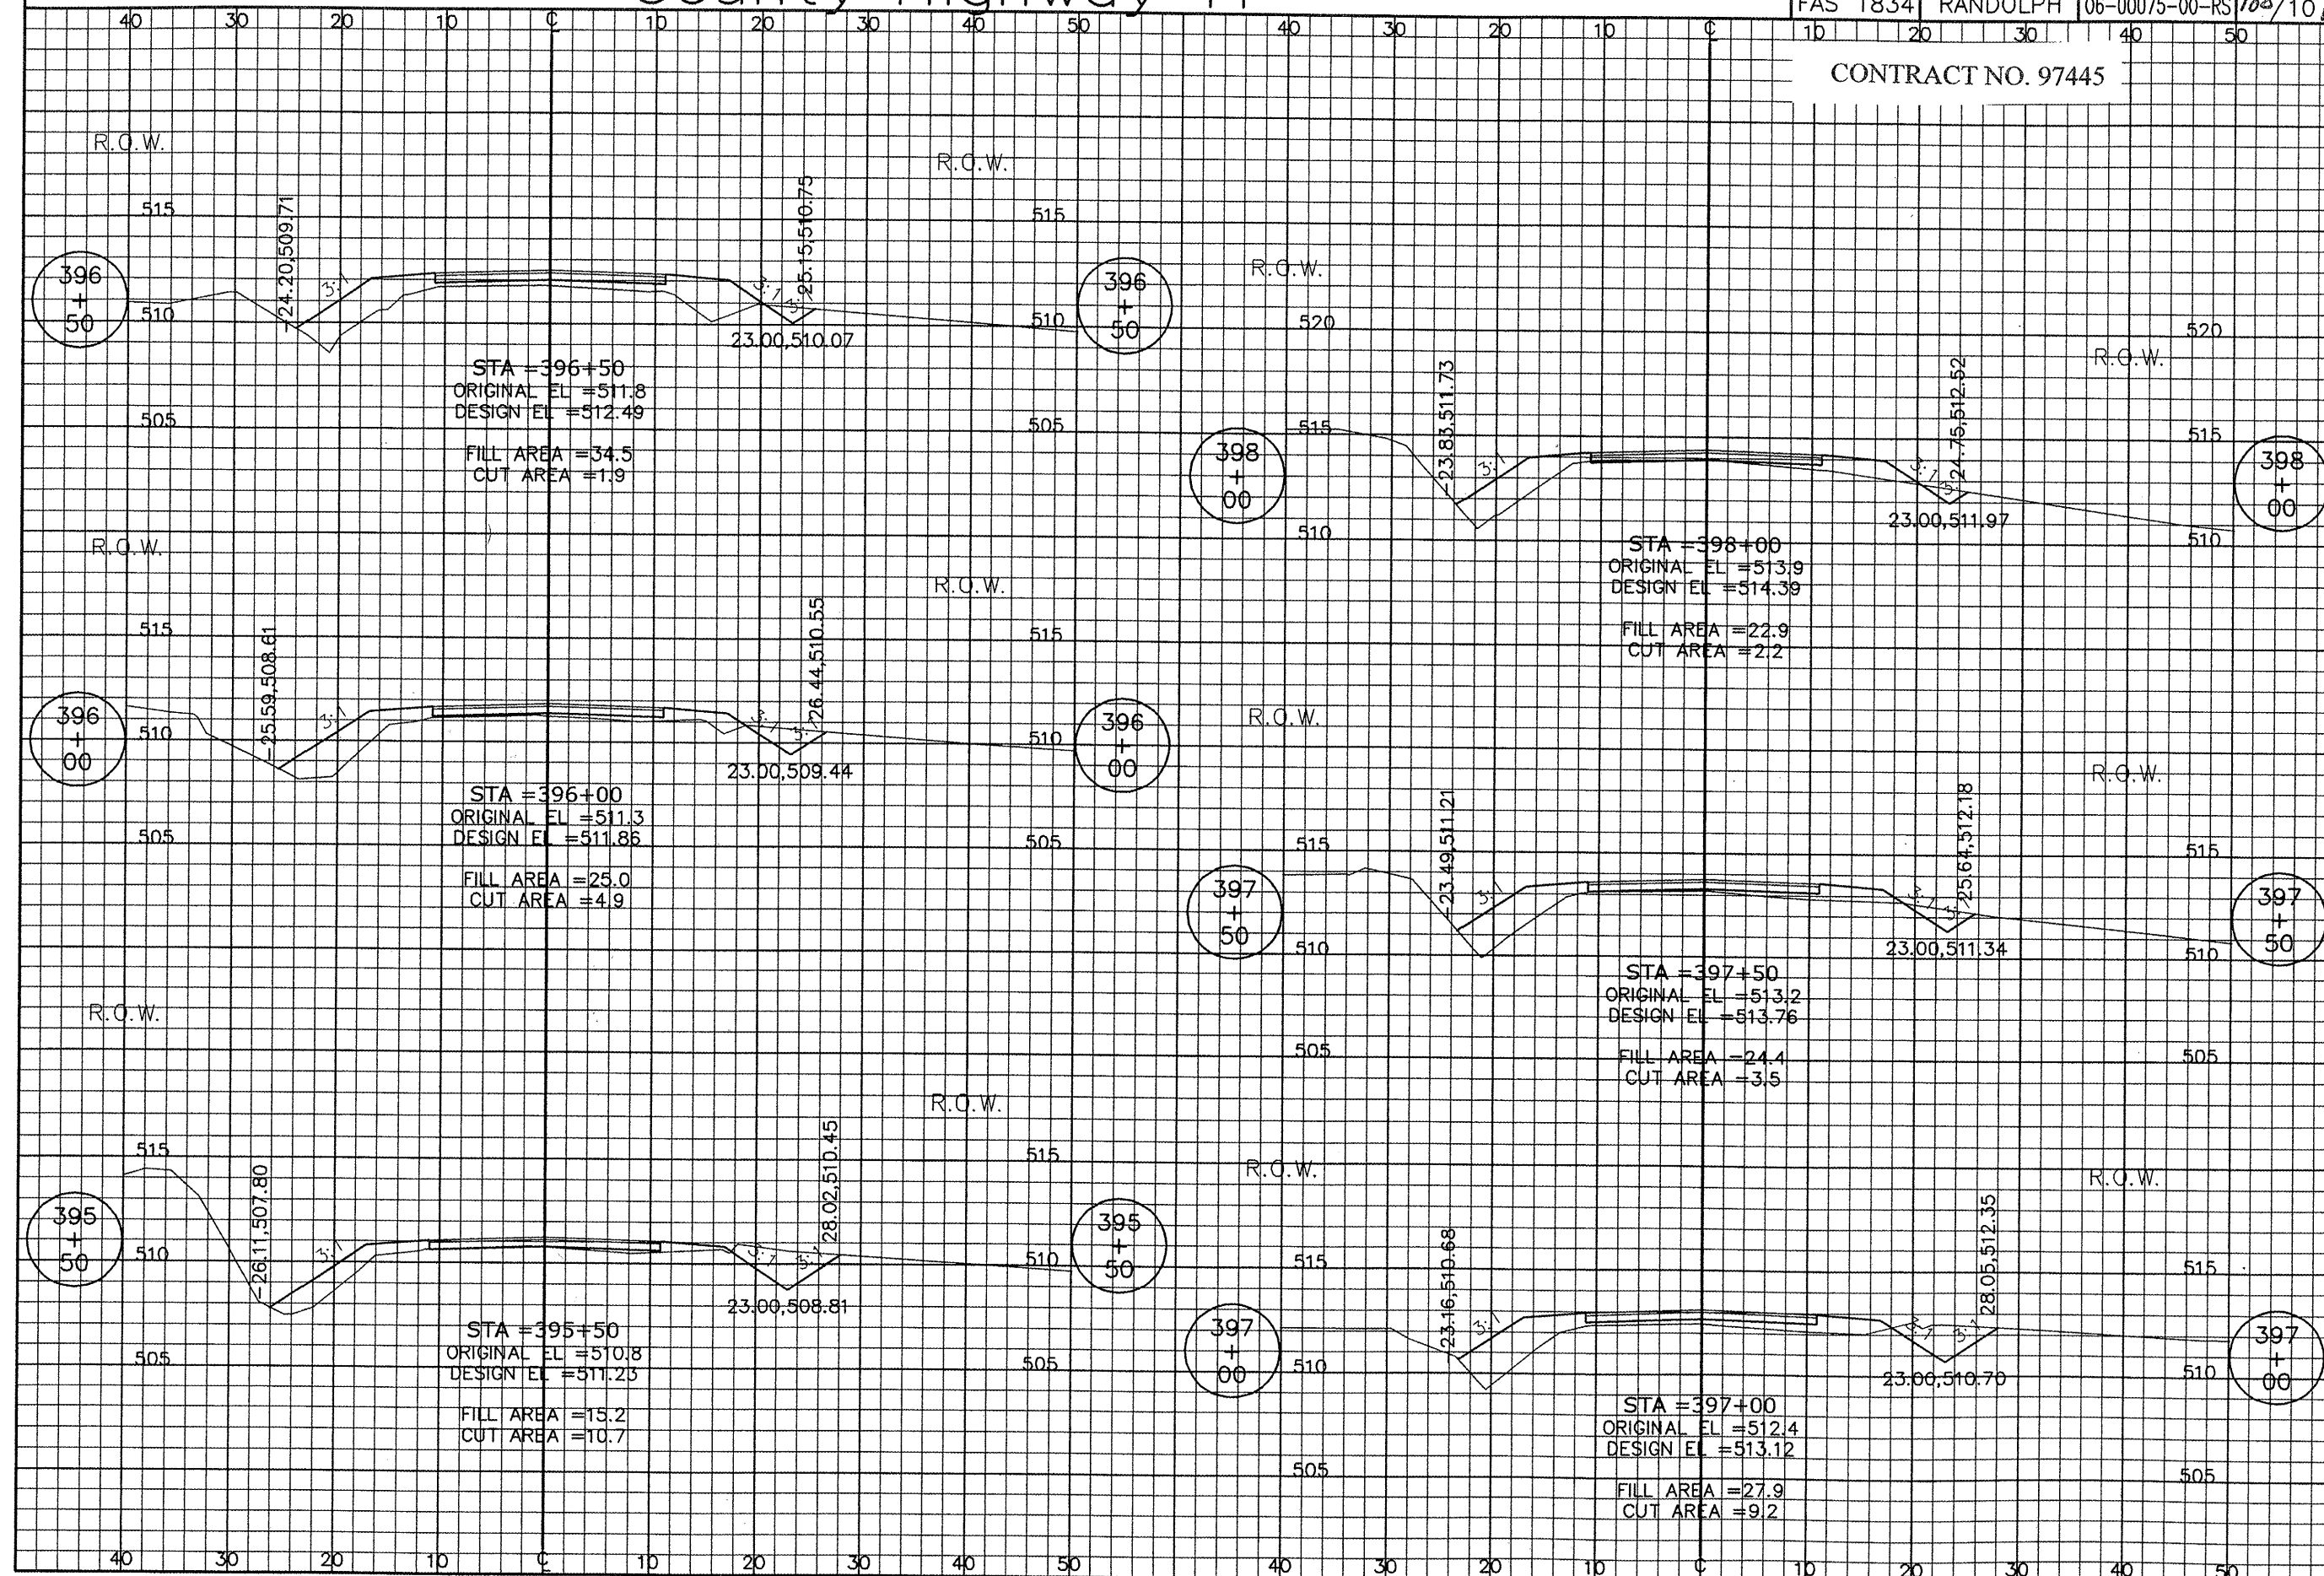 FAS 1834 RANDOLPH 06-00075-00-RS
40 30 20 10 ℄ 10 20 30 40 50 40 30 20 10 ℄ 10 20 30 40 50
CONTRACT NO. 97445
R.O.W. R.O.W.
515 515
-24.20,509.71
25.15,510.75
3:1 3:1 3:1
396 + 50
510 510
396 + 50
23.00,510.07
STA =396+50
ORIGINAL EL =511.8
DESIGN EL =512.49
505 505
FILL AREA =34.5
CUT AREA =1.9
R.O.W. R.O.W.
515 515
-25.59,508.61
26.44,510.55
3:1 3:1 3:1
396 + 00
510 510
396 + 00
23.00,509.44
STA =396+00
ORIGINAL EL =511.3
DESIGN EL =511.86
505 505
FILL AREA =25.0
CUT AREA =4.9
R.O.W. R.O.W.
515 515
-26.11,507.80
28.02,510.45
3:1 3:1 3:1
395 + 50
510 510
395 + 50
23.00,508.81
STA =395+50
ORIGINAL EL =510.8
DESIGN EL =511.23
505 505
FILL AREA =15.2
CUT AREA =10.7
R.O.W. R.O.W.
520 520
-23.83,511.73
24.75,512.52
515 515
3:1 3:1
398 + 00
398 + 00
23.00,511.97
510 510
STA =398+00
ORIGINAL EL =513.9
DESIGN EL =514.39
FILL AREA =22.9
CUT AREA =2.2
R.O.W. R.O.W.
-23.49,511.21
25.64,512.18
515 515
3:1 3:1
397 + 50
397 + 50
510 510
23.00,511.34
STA =397+50
ORIGINAL EL =513.2
DESIGN EL =513.76
505 505
FILL AREA =24.4
CUT AREA =3.5
R.O.W. R.O.W.
-23.16,510.68
28.05,512.35
515 515
3:1 3:1 3:1
397 + 00
397 + 00
510 510
23.00,510.70
STA =397+00
ORIGINAL EL =512.4
DESIGN EL =513.12
505 505
FILL AREA =27.9
CUT AREA =9.2
40 30 20 10 ℄ 10 20 30 40 50 40 30 20 10 ℄ 10 20 30 40 50